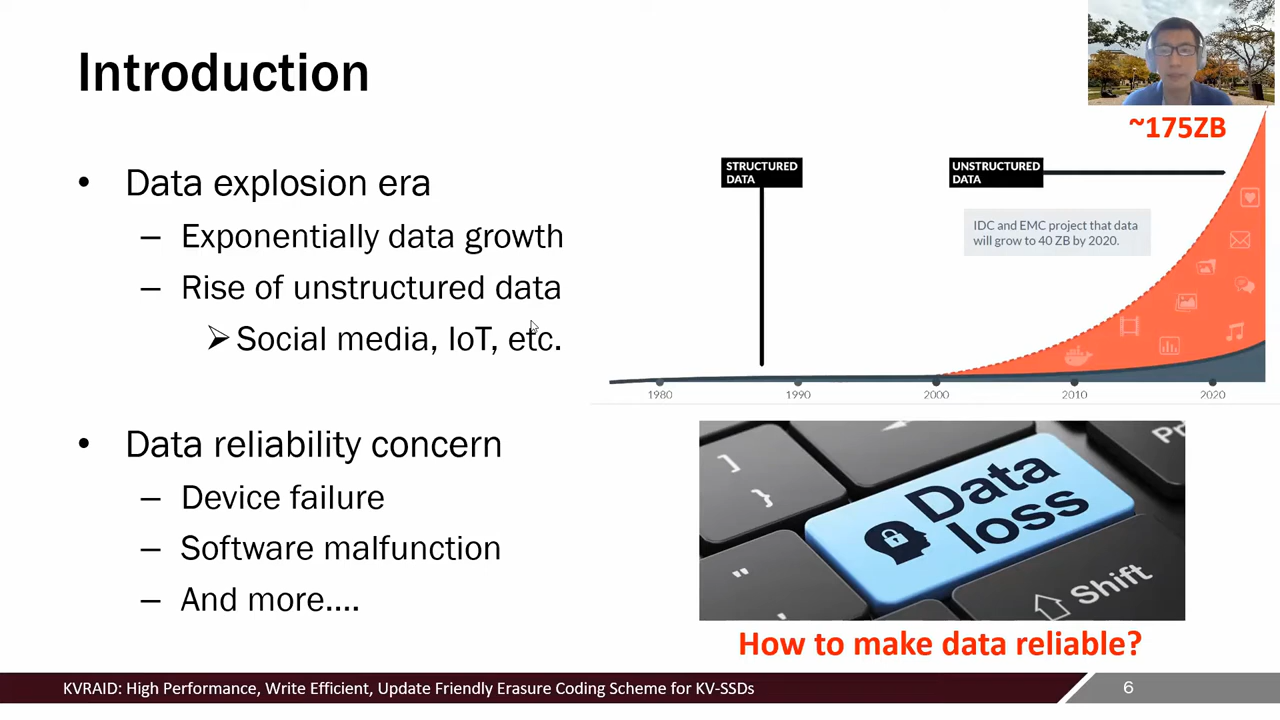 Introduction
• Data explosion era
– Exponentially data growth
– Rise of unstructured data
➢ Social media, IoT, etc.
• Data reliability concern
– Device failure
– Software malfunction
– And more....
~175ZB
STRUCTURED
DATA
UNSTRUCTURED
DATA
IDC and EMC project that data
will grow to 40 ZB by 2020.
1980 1990 2000 2010 2020
]
}
"
Data
loss
Shift
How to make data reliable?
KVRAID: High Performance, Write Efficient, Update Friendly Erasure Coding Scheme for KV-SSDs
6